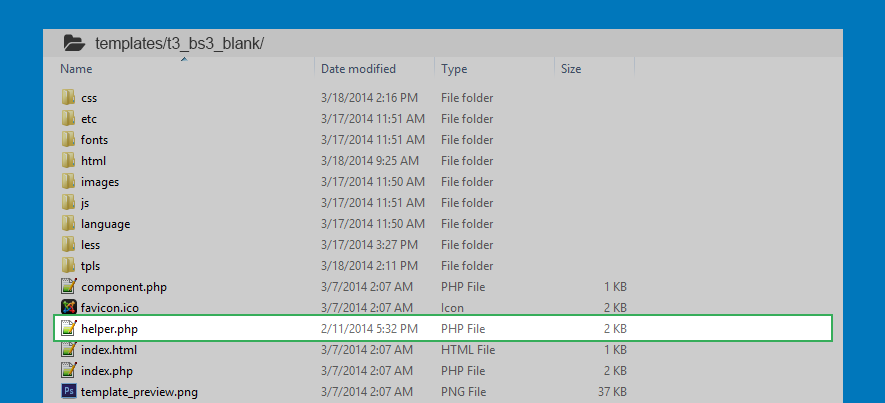 templates/t3_bs3_blank/
Name Date modified Type Size
css 3/18/2014 2:16 PM File folder
etc 3/17/2014 11:51 AM File folder
fonts 3/17/2014 11:51 AM File folder
html 3/18/2014 9:25 AM File folder
images 3/17/2014 11:50 AM File folder
js 3/17/2014 11:51 AM File folder
language 3/17/2014 11:50 AM File folder
less 3/17/2014 3:27 PM File folder
tpls 3/18/2014 2:11 PM File folder
component.php 3/7/2014 2:07 AM PHP File 1 KB
favicon.ico 3/7/2014 2:07 AM Icon 2 KB
helper.php 2/11/2014 5:32 PM PHP File 2 KB
index.html 3/7/2014 2:07 AM HTML File 1 KB
index.php 3/7/2014 2:07 AM PHP File 2 KB
Ps template_preview.png 3/7/2014 2:07 AM PNG File 37 KB